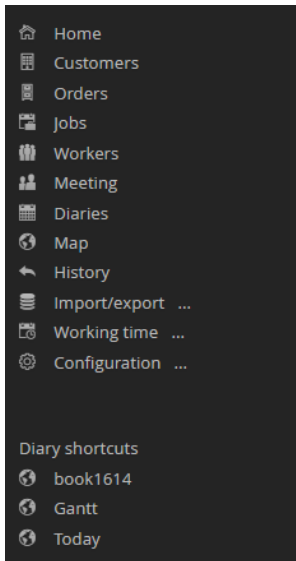 Home
Customers
Orders
Jobs
Workers
Meeting
Diaries
Map
History
Import/export ...
Working time ...
Configuration ...
Diary shortcuts
book1614
Gantt
Today